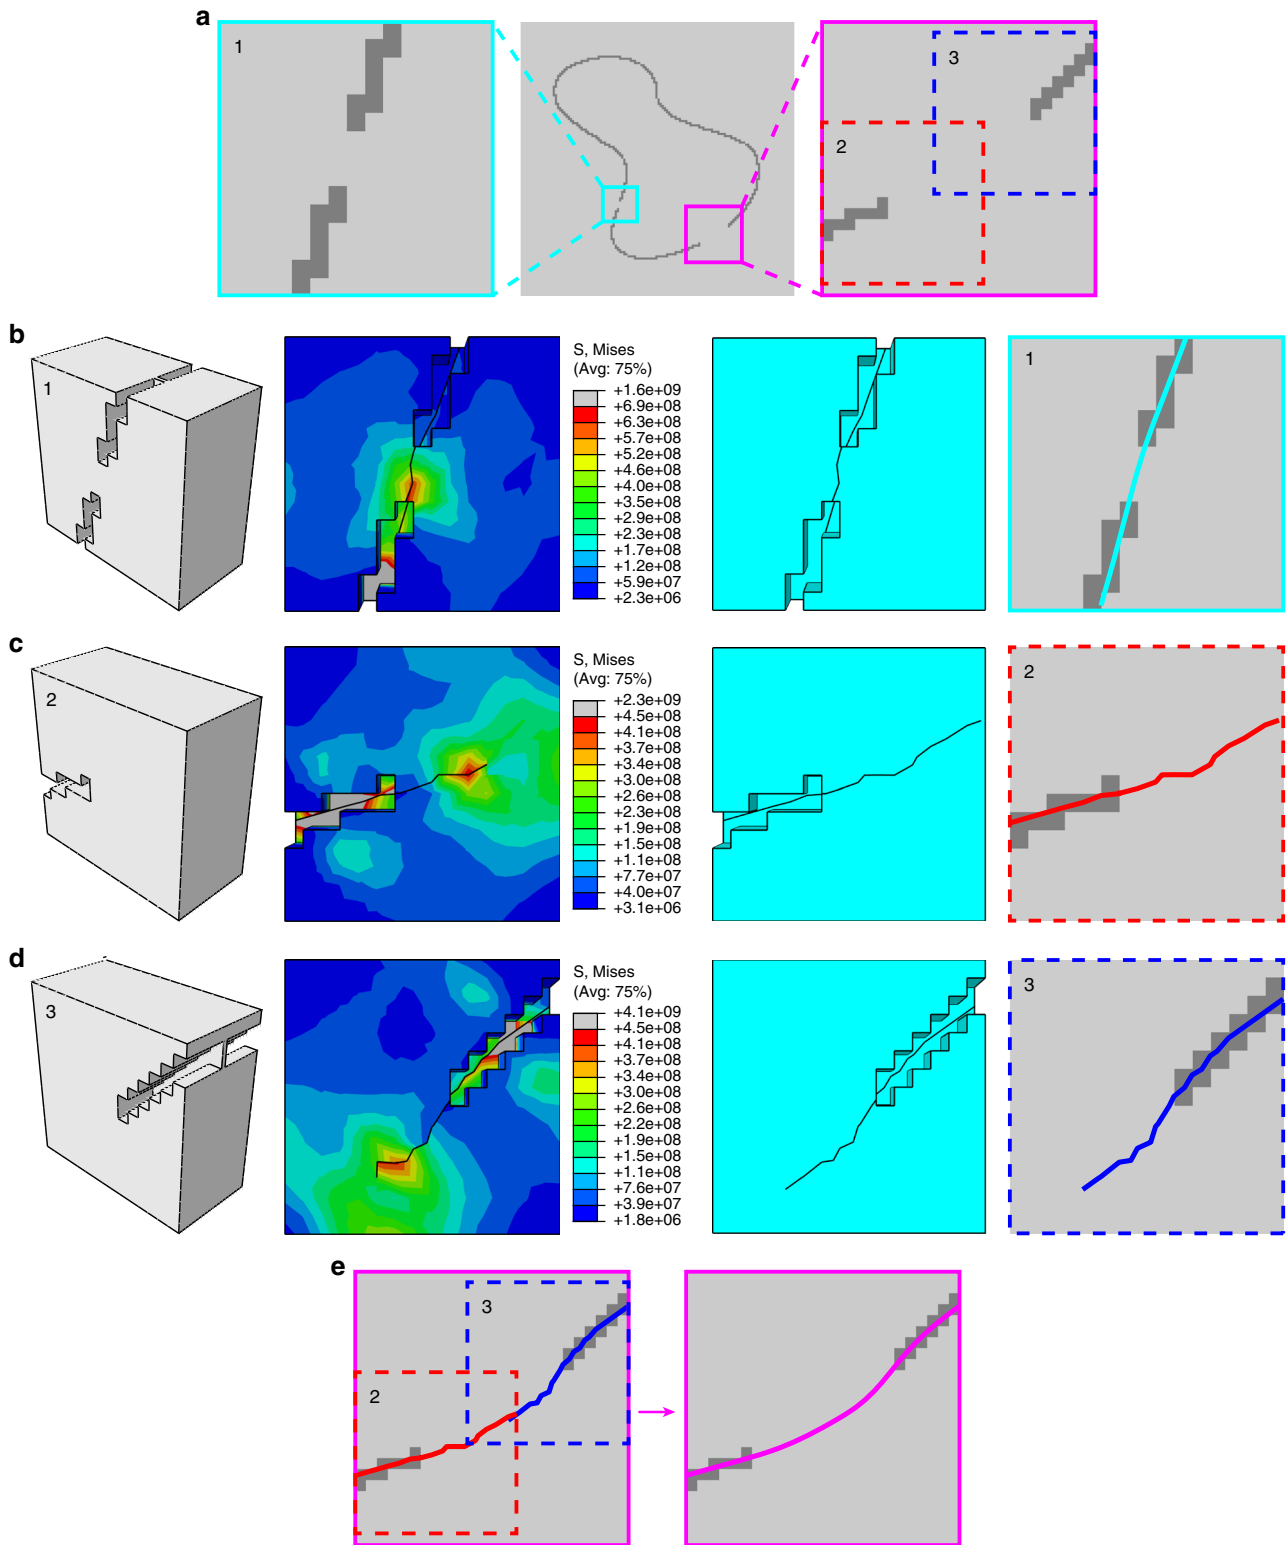 a
1
2
3
b
1
S, Mises
(Avg: 75%)
+1.6e+09
+6.9e+08
+6.3e+08
+5.7e+08
+5.2e+08
+4.6e+08
+4.0e+08
+3.5e+08
+2.9e+08
+2.3e+08
+1.7e+08
+1.2e+08
+5.9e+07
+2.3e+06
1
c
2
S, Mises
(Avg: 75%)
+2.3e+09
+4.5e+08
+4.1e+08
+3.7e+08
+3.4e+08
+3.0e+08
+2.6e+08
+2.3e+08
+1.9e+08
+1.5e+08
+1.1e+08
+7.7e+07
+4.0e+07
+3.1e+06
2
d
3
S, Mises
(Avg: 75%)
+4.1e+09
+4.5e+08
+4.1e+08
+3.7e+08
+3.4e+08
+3.0e+08
+2.6e+08
+2.2e+08
+1.9e+08
+1.5e+08
+1.1e+08
+7.6e+07
+3.9e+07
+1.8e+06
3
e
2
3